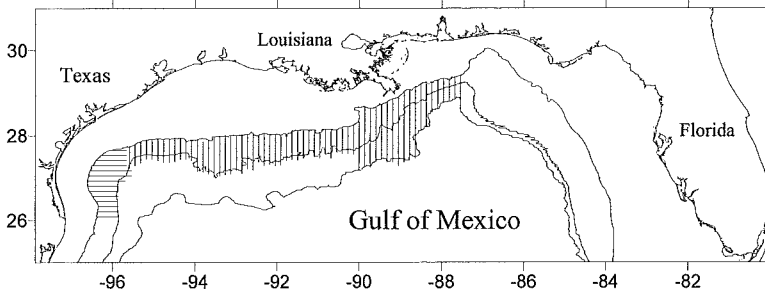 30
Louisiana
Texas
28
Florida
26
Gulf of Mexico
-96 -94 -92 -90 -88 -86 -84 -82